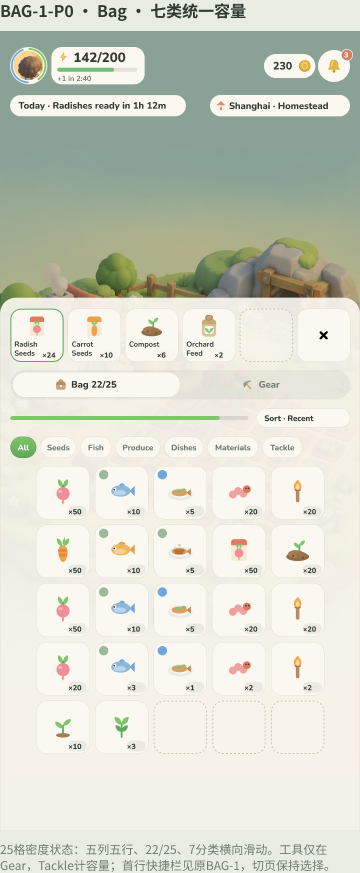 BAG-1-P0 · Bag · 七类统一容量
142/200
+1 in 2:40
230
3
Today · Radishes ready in 1h 12m
Shanghai · Homestead
Radish Seeds ×24
Carrot Seeds ×10
Compost ×6
Orchard Feed ×2
×
Bag 22/25
Gear
Sort · Recent
All Seeds Fish Produce Dishes Materials Tackle
×50 ×10 ×5 ×20 ×20
×50 ×10 ×5 ×50 ×20
×50 ×10 ×5 ×20 ×20
×20 ×3 ×1 ×2 ×2
×10 ×3
25格密度状态：五列五行、22/25、7分类横向滑动。工具仅在
Gear，Tackle计容量；首行快捷栏见原BAG-1，切页保持选择。